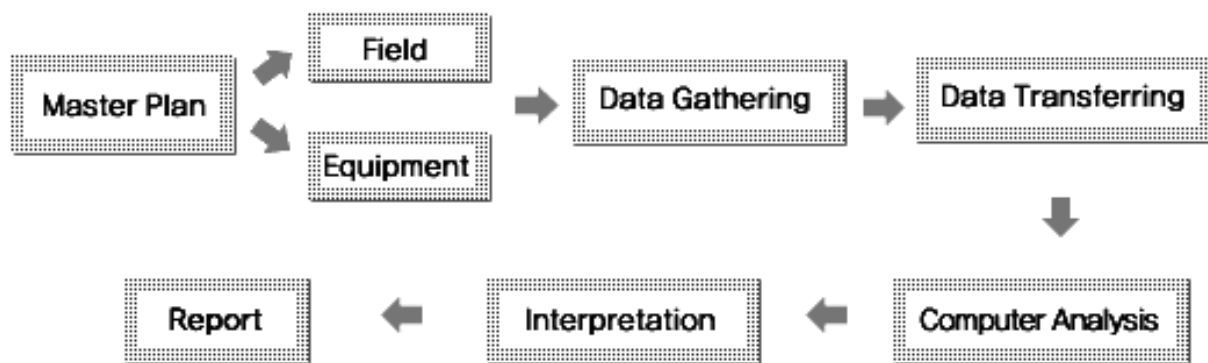 Master Plan
Field
Equipment
Data Gathering
Data Transferring
Computer Analysis
Interpretation
Report